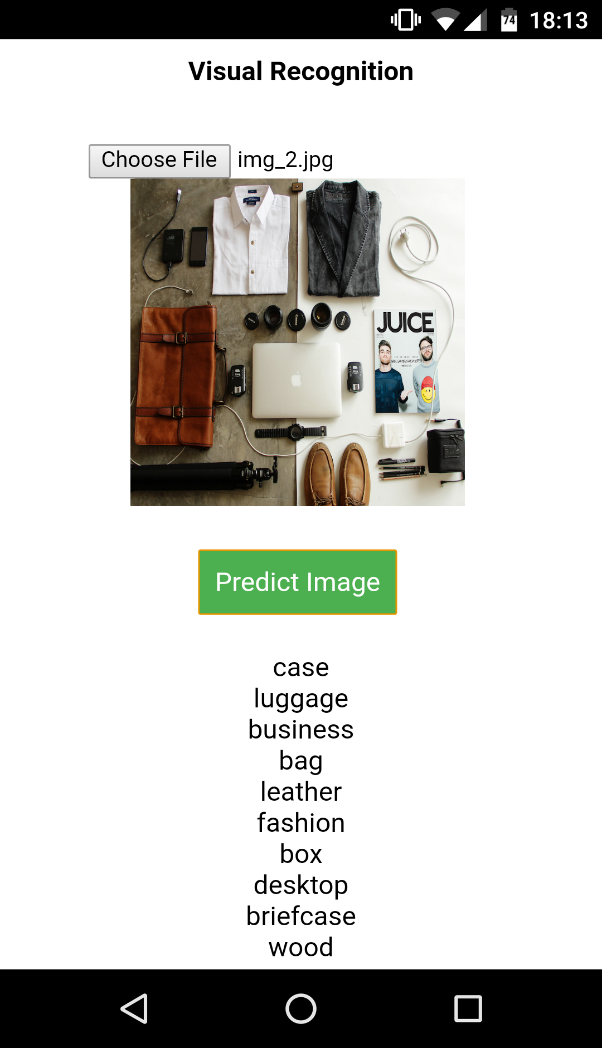 74 18:13
Visual Recognition
Choose File img_2.jpg
JUICE
Predict Image
case
luggage
business
bag
leather
fashion
box
desktop
briefcase
wood